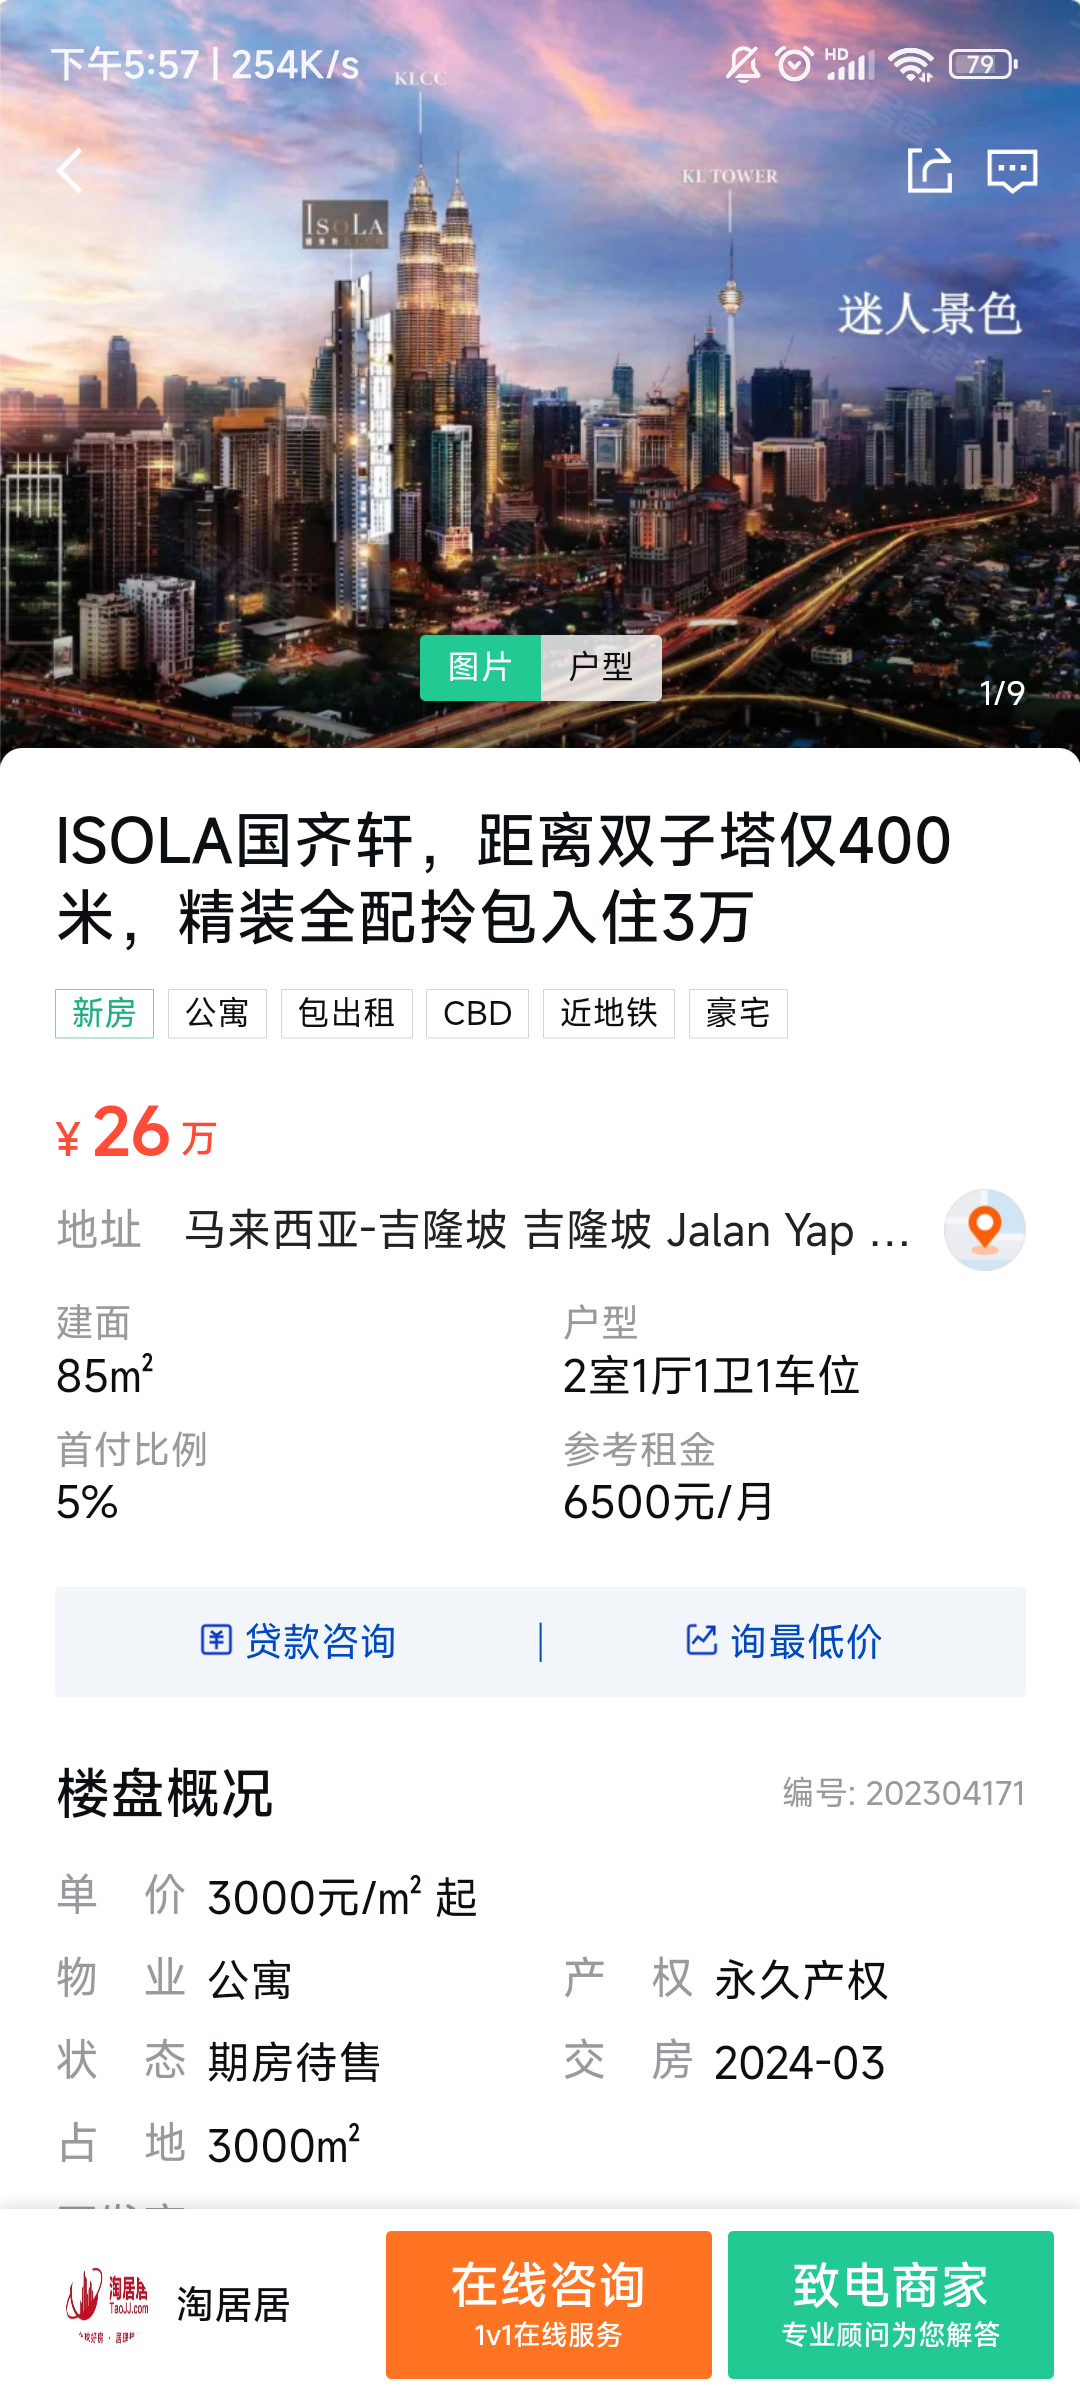 下午5:57 | 254K/s
HD
79
KLCC
KL TOWER
ISOLA
迷人景色
图片
户型
1/9
ISOLA国齐轩，距离双子塔仅400
米，精装全配拎包入住3万
新房
公寓
包出租
CBD
近地铁
豪宅
¥ 26 万
地址 马来西亚-吉隆坡 吉隆坡 Jalan Yap ...
建面
户型
85m²
2室1厅1卫1车位
首付比例
参考租金
5%
6500元/月
贷款咨询
询最低价
楼盘概况
编号: 202304171
单价 3000元/m² 起
物业 公寓
产权 永久产权
状态 期房待售
交房 2024-03
占地 3000m²
淘居居
TaoJJ.com
淘居居
在线咨询
1v1在线服务
致电商家
专业顾问为您解答